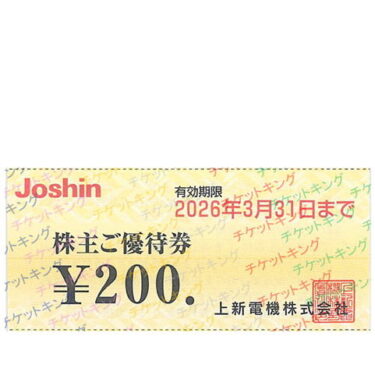 Joshin
有効期限
2026年3月31日まで
株主ご優待券
¥200.
上新電機株式会社
チケットキング